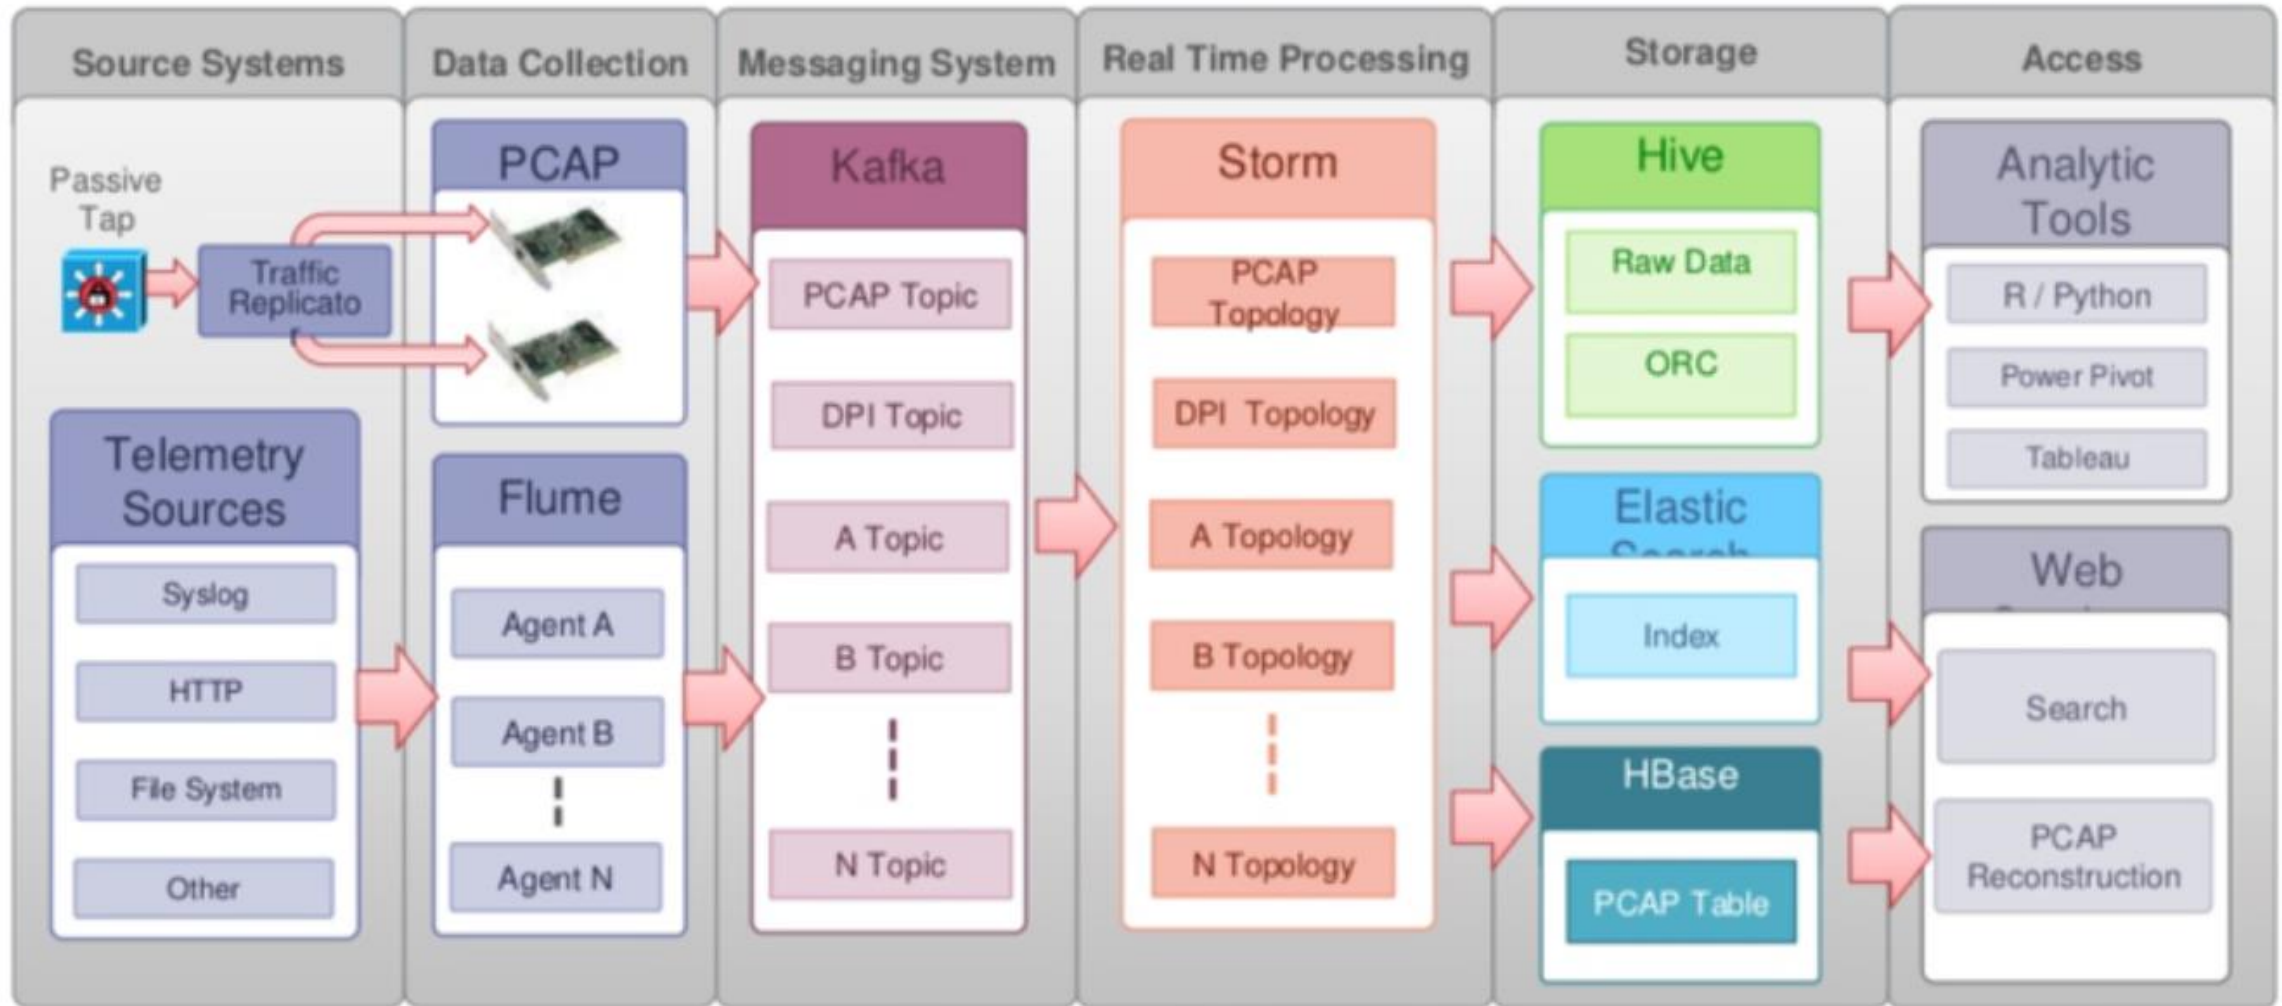 Source Systems
Data Collection
Messaging System
Real Time Processing
Storage
Access
Passive
Tap
Traffic
Replicato
r
Telemetry
Sources
Syslog
HTTP
File System
Other
PCAP
Flume
Agent A
Agent B
Agent N
Kafka
PCAP Topic
DPI Topic
A Topic
B Topic
N Topic
Storm
PCAP
Topology
DPI Topology
A Topology
B Topology
N Topology
Hive
Raw Data
ORC
Elastic
Search
Index
HBase
PCAP Table
Analytic
Tools
R / Python
Power Pivot
Tableau
Web
Search
PCAP
Reconstruction